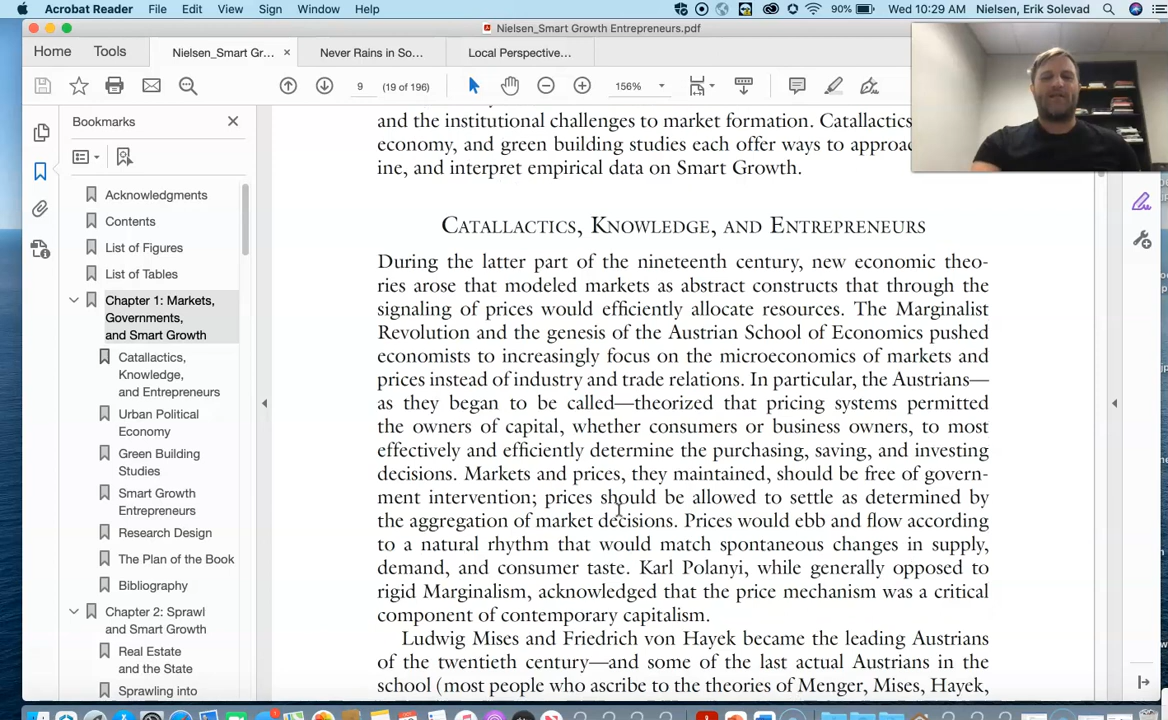 Acrobat Reader File Edit View Sign Window Help 90% Wed 10:29 AM Nielsen, Erik Solevad
Nielsen_Smart Growth Entrepreneurs.pdf
Home Tools Nielsen_Smart Gr... × Never Rains in So... Local Perspective...
9 (19 of 196) 156%
Bookmarks
Acknowledgments
Contents
List of Figures
List of Tables
Chapter 1: Markets,
Governments,
and Smart Growth
Catallactics,
Knowledge,
and Entrepreneurs
Urban Political
Economy
Green Building
Studies
Smart Growth
Entrepreneurs
Research Design
The Plan of the Book
Bibliography
Chapter 2: Sprawl
and Smart Growth
Real Estate
and the State
Sprawling into
and the institutional challenges to market formation. Catallactics
economy, and green building studies each offer ways to approac
ine, and interpret empirical data on Smart Growth.
CATALLACTICS, KNOWLEDGE, AND ENTREPRENEURS
During the latter part of the nineteenth century, new economic theo-
ries arose that modeled markets as abstract constructs that through the
signaling of prices would efficiently allocate resources. The Marginalist
Revolution and the genesis of the Austrian School of Economics pushed
economists to increasingly focus on the microeconomics of markets and
prices instead of industry and trade relations. In particular, the Austrians—
as they began to be called—theorized that pricing systems permitted
the owners of capital, whether consumers or business owners, to most
effectively and efficiently determine the purchasing, saving, and investing
decisions. Markets and prices, they maintained, should be free of govern-
ment intervention; prices should be allowed to settle as determined by
the aggregation of market decisions. Prices would ebb and flow according
to a natural rhythm that would match spontaneous changes in supply,
demand, and consumer taste. Karl Polanyi, while generally opposed to
rigid Marginalism, acknowledged that the price mechanism was a critical
component of contemporary capitalism.
Ludwig Mises and Friedrich von Hayek became the leading Austrians
of the twentieth century—and some of the last actual Austrians in the
school (most people who ascribe to the theories of Menger, Mises, Hayek,